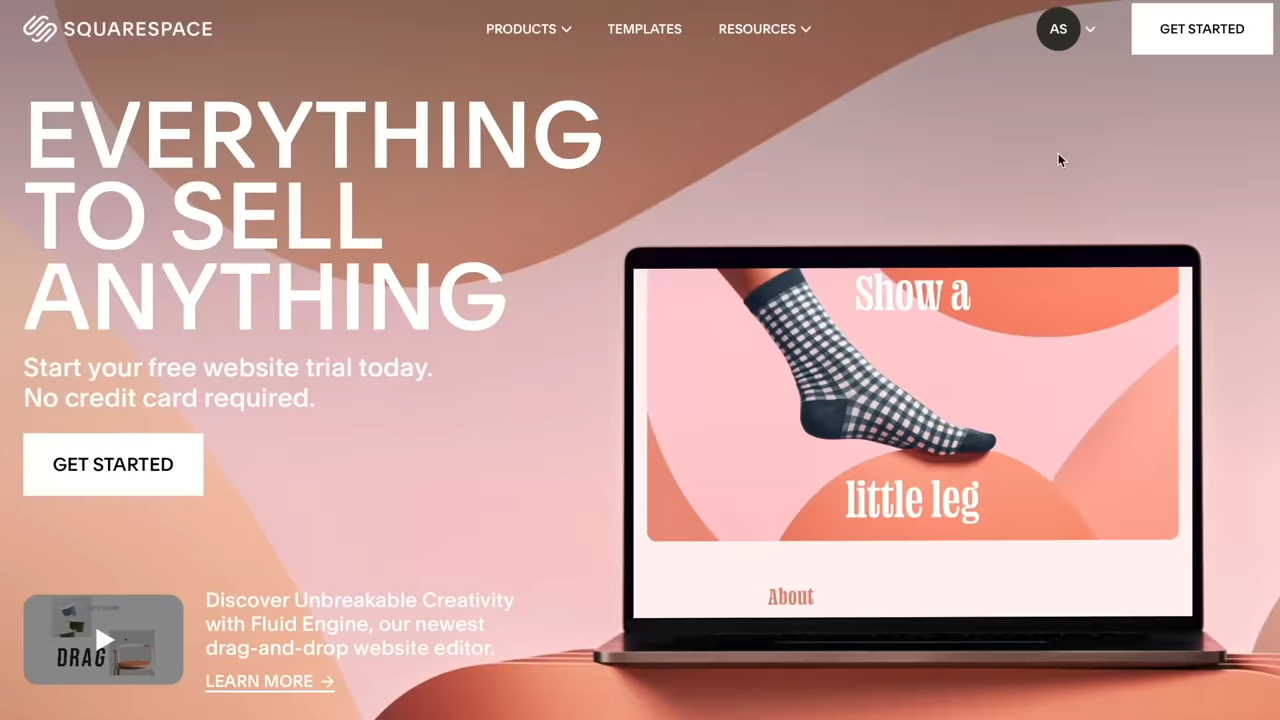 SQUARESPACE
PRODUCTS
TEMPLATES
RESOURCES
AS
GET STARTED
EVERYTHING
TO SELL
ANYTHING
Start your free website trial today.
No credit card required.
GET STARTED
Show a
little leg
About
DRAG
Discover Unbreakable Creativity
with Fluid Engine, our newest
drag-and-drop website editor.
LEARN MORE →